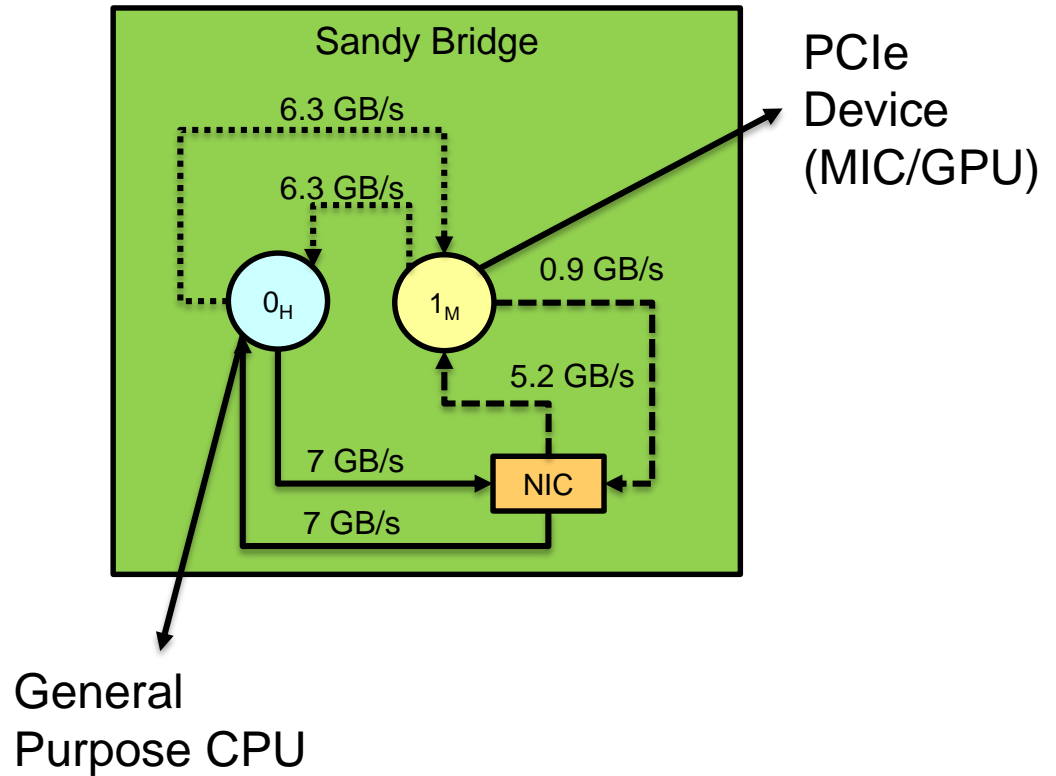 Sandy Bridge
PCIe
Device
(MIC/GPU)
6.3 GB/s
6.3 GB/s
0.9 GB/s
0H
1M
5.2 GB/s
7 GB/s
NIC
7 GB/s
General
Purpose CPU